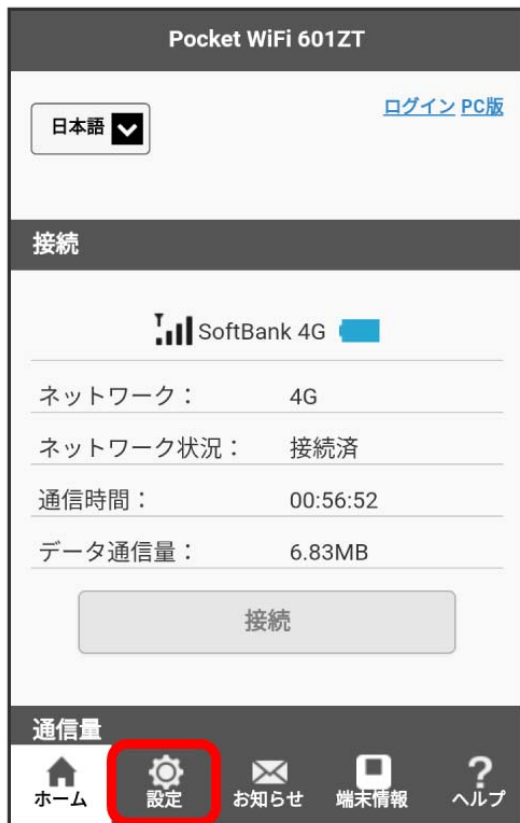 Pocket WiFi 601ZT
ログイン PC版
日本語
接続
SoftBank 4G
ネットワーク： 4G
ネットワーク状況： 接続済
通信時間： 00:56:52
データ通信量： 6.83MB
接続
通信量
ホーム 設定 お知らせ 端末情報 ヘルプ